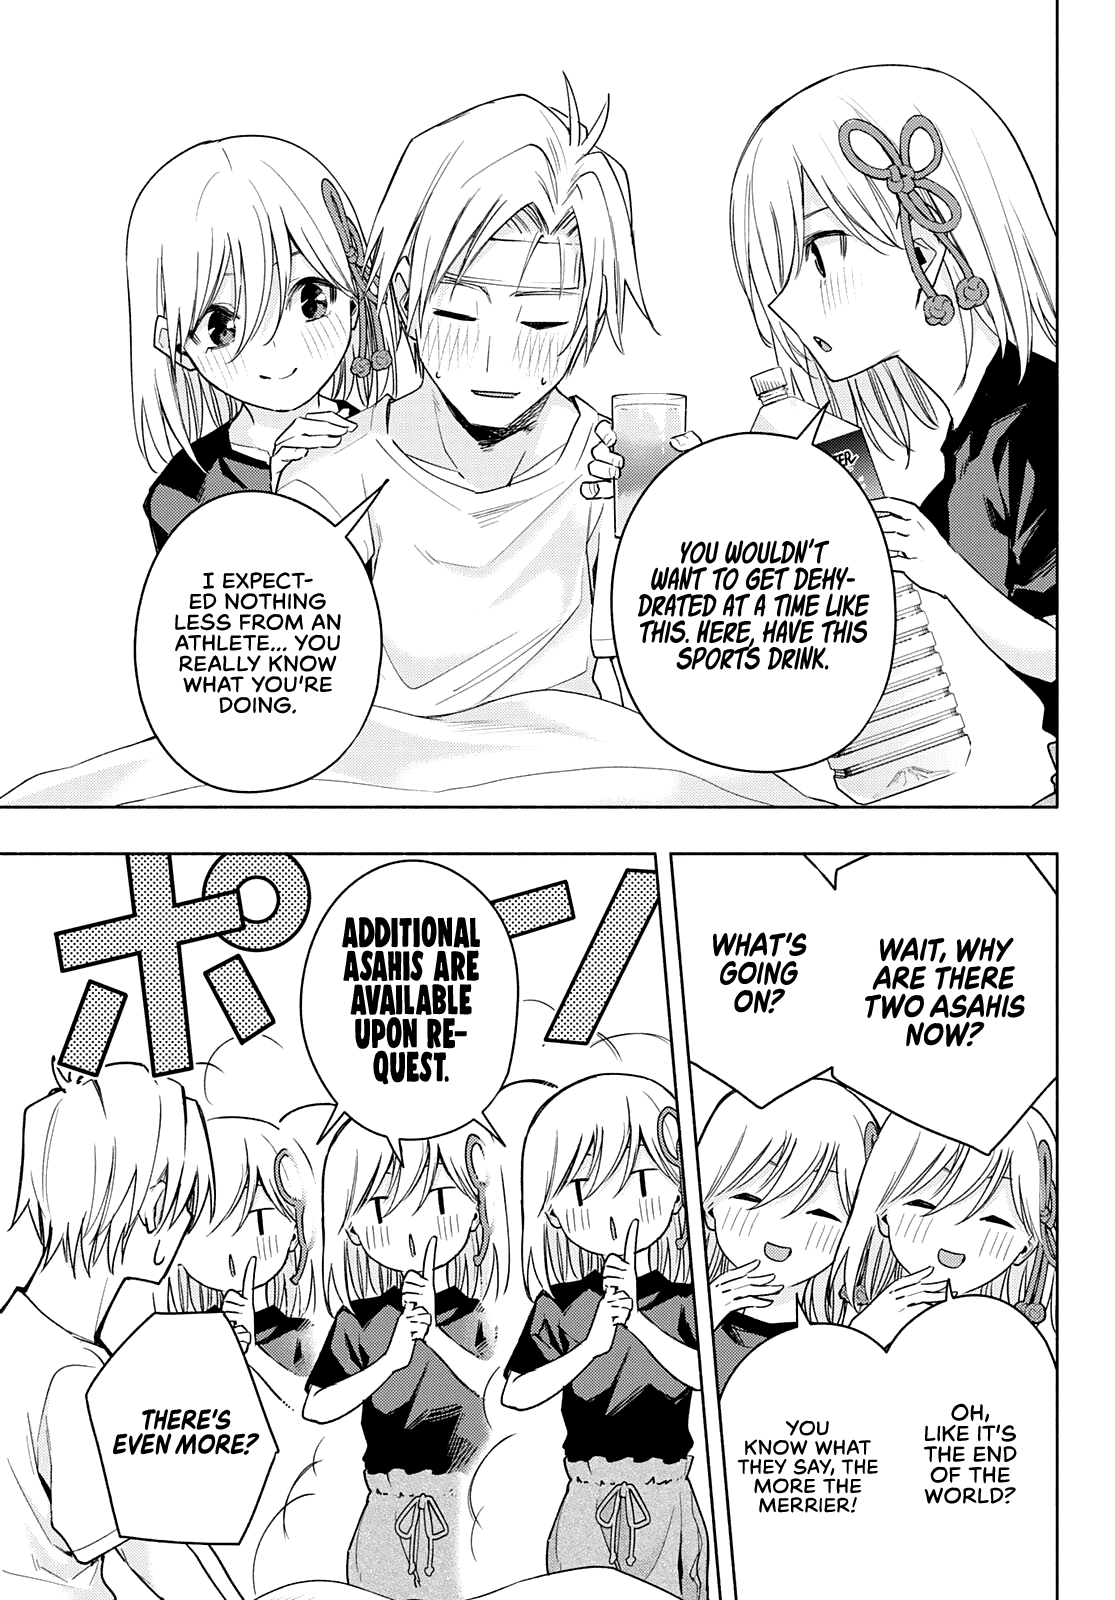 YOU WOULDN'T
WANT TO GET DEHY-
DRATED AT A TIME LIKE
THIS. HERE, HAVE THIS
SPORTS DRINK.
I EXPECT-
ED NOTHING
LESS FROM AN
ATHLETE... YOU
REALLY KNOW
WHAT YOU'RE
DOING.
WAIT, WHY
ARE THERE
TWO ASAHIS
NOW?
WHAT'S
GOING
ON?
OH,
LIKE IT'S
THE END
OF THE
WORLD?
YOU
KNOW WHAT
THEY SAY, THE
MORE THE
MERRIER!
ポン
ADDITIONAL
ASAHIS ARE
AVAILABLE
UPON RE-
QUEST.
THERE'S
EVEN MORE?